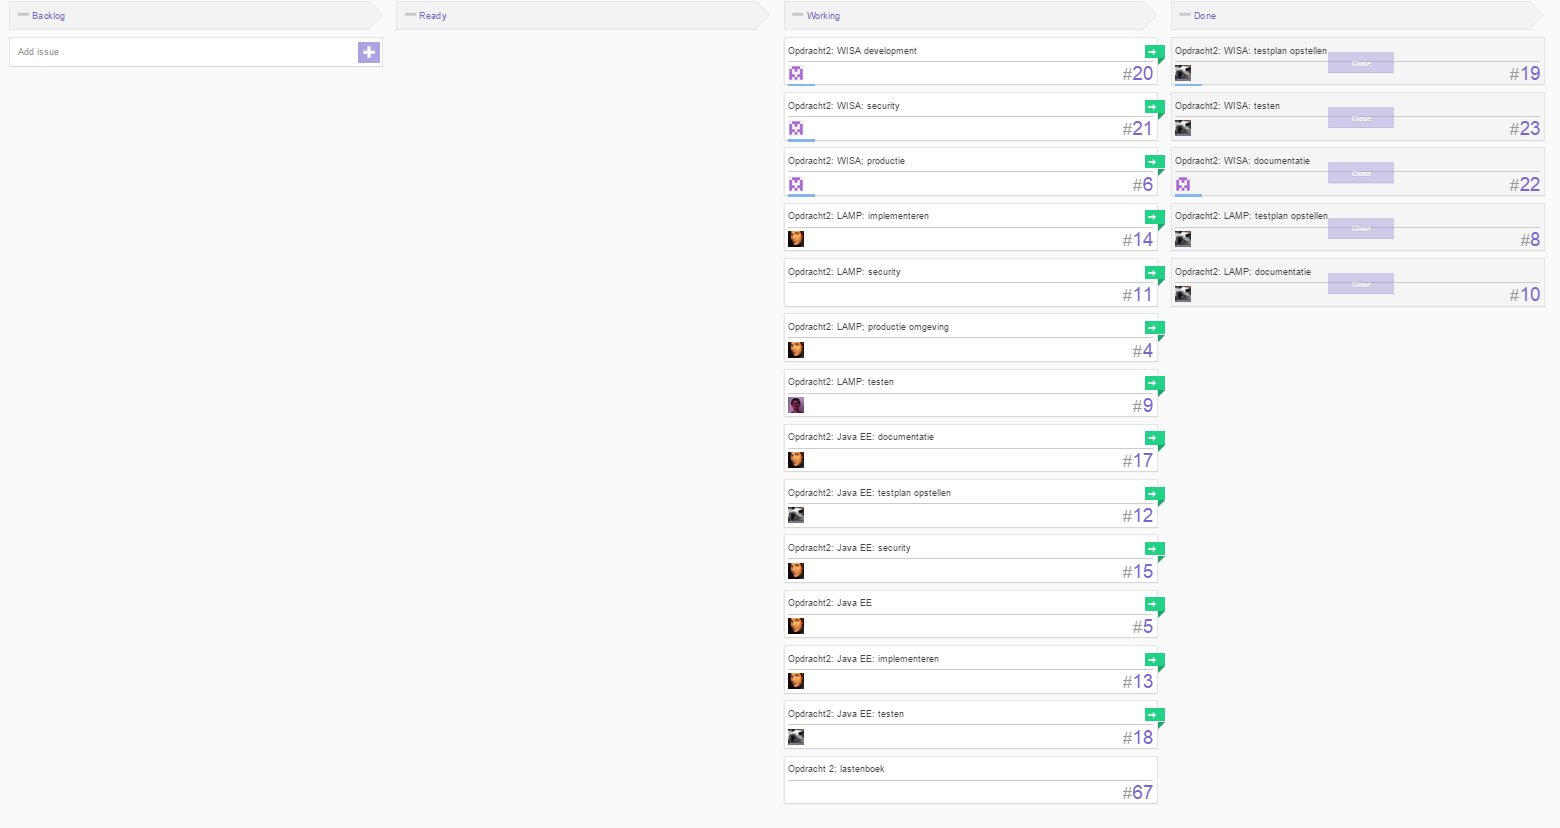 Backlog
Add issue
Ready
Working
Opdracht2: WISA development
#20
Opdracht2: WISA: security
#21
Opdracht2: WISA; productie
#6
Opdracht2: LAMP: implementeren
#14
Opdracht2: LAMP: security
#11
Opdracht2: LAMP; productie omgeving
#4
Opdracht2: LAMP: testen
#9
Opdracht2: Java EE: documentatie
#17
Opdracht2: Java EE: testplan opstellen
#12
Opdracht2: Java EE: security
#15
Opdracht2: Java EE
#5
Opdracht2: Java EE: implementeren
#13
Opdracht2: Java EE: testen
#18
Opdracht 2: lastenboek
#67
Done
Opdracht2: WISA: testplan opstellen
Close
#19
Opdracht2: WISA: testen
Close
#23
Opdracht2: WISA: documentatie
Close
#22
Opdracht2: LAMP: testplan opstellen
Close
#8
Opdracht2: LAMP: documentatie
Close
#10